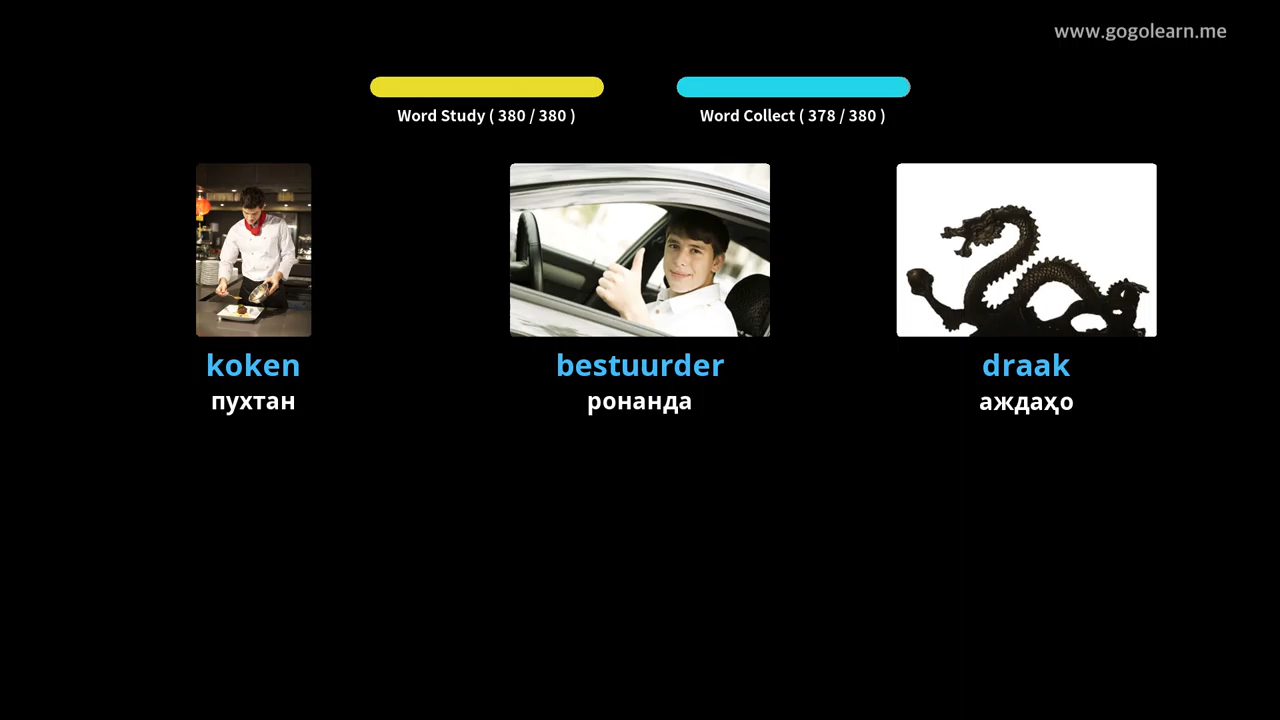 www.gogolearn.me
Word Study ( 380 / 380 )
Word Collect ( 378 / 380 )
koken
пухтан
bestuurder
ронанда
draak
аждаҳо